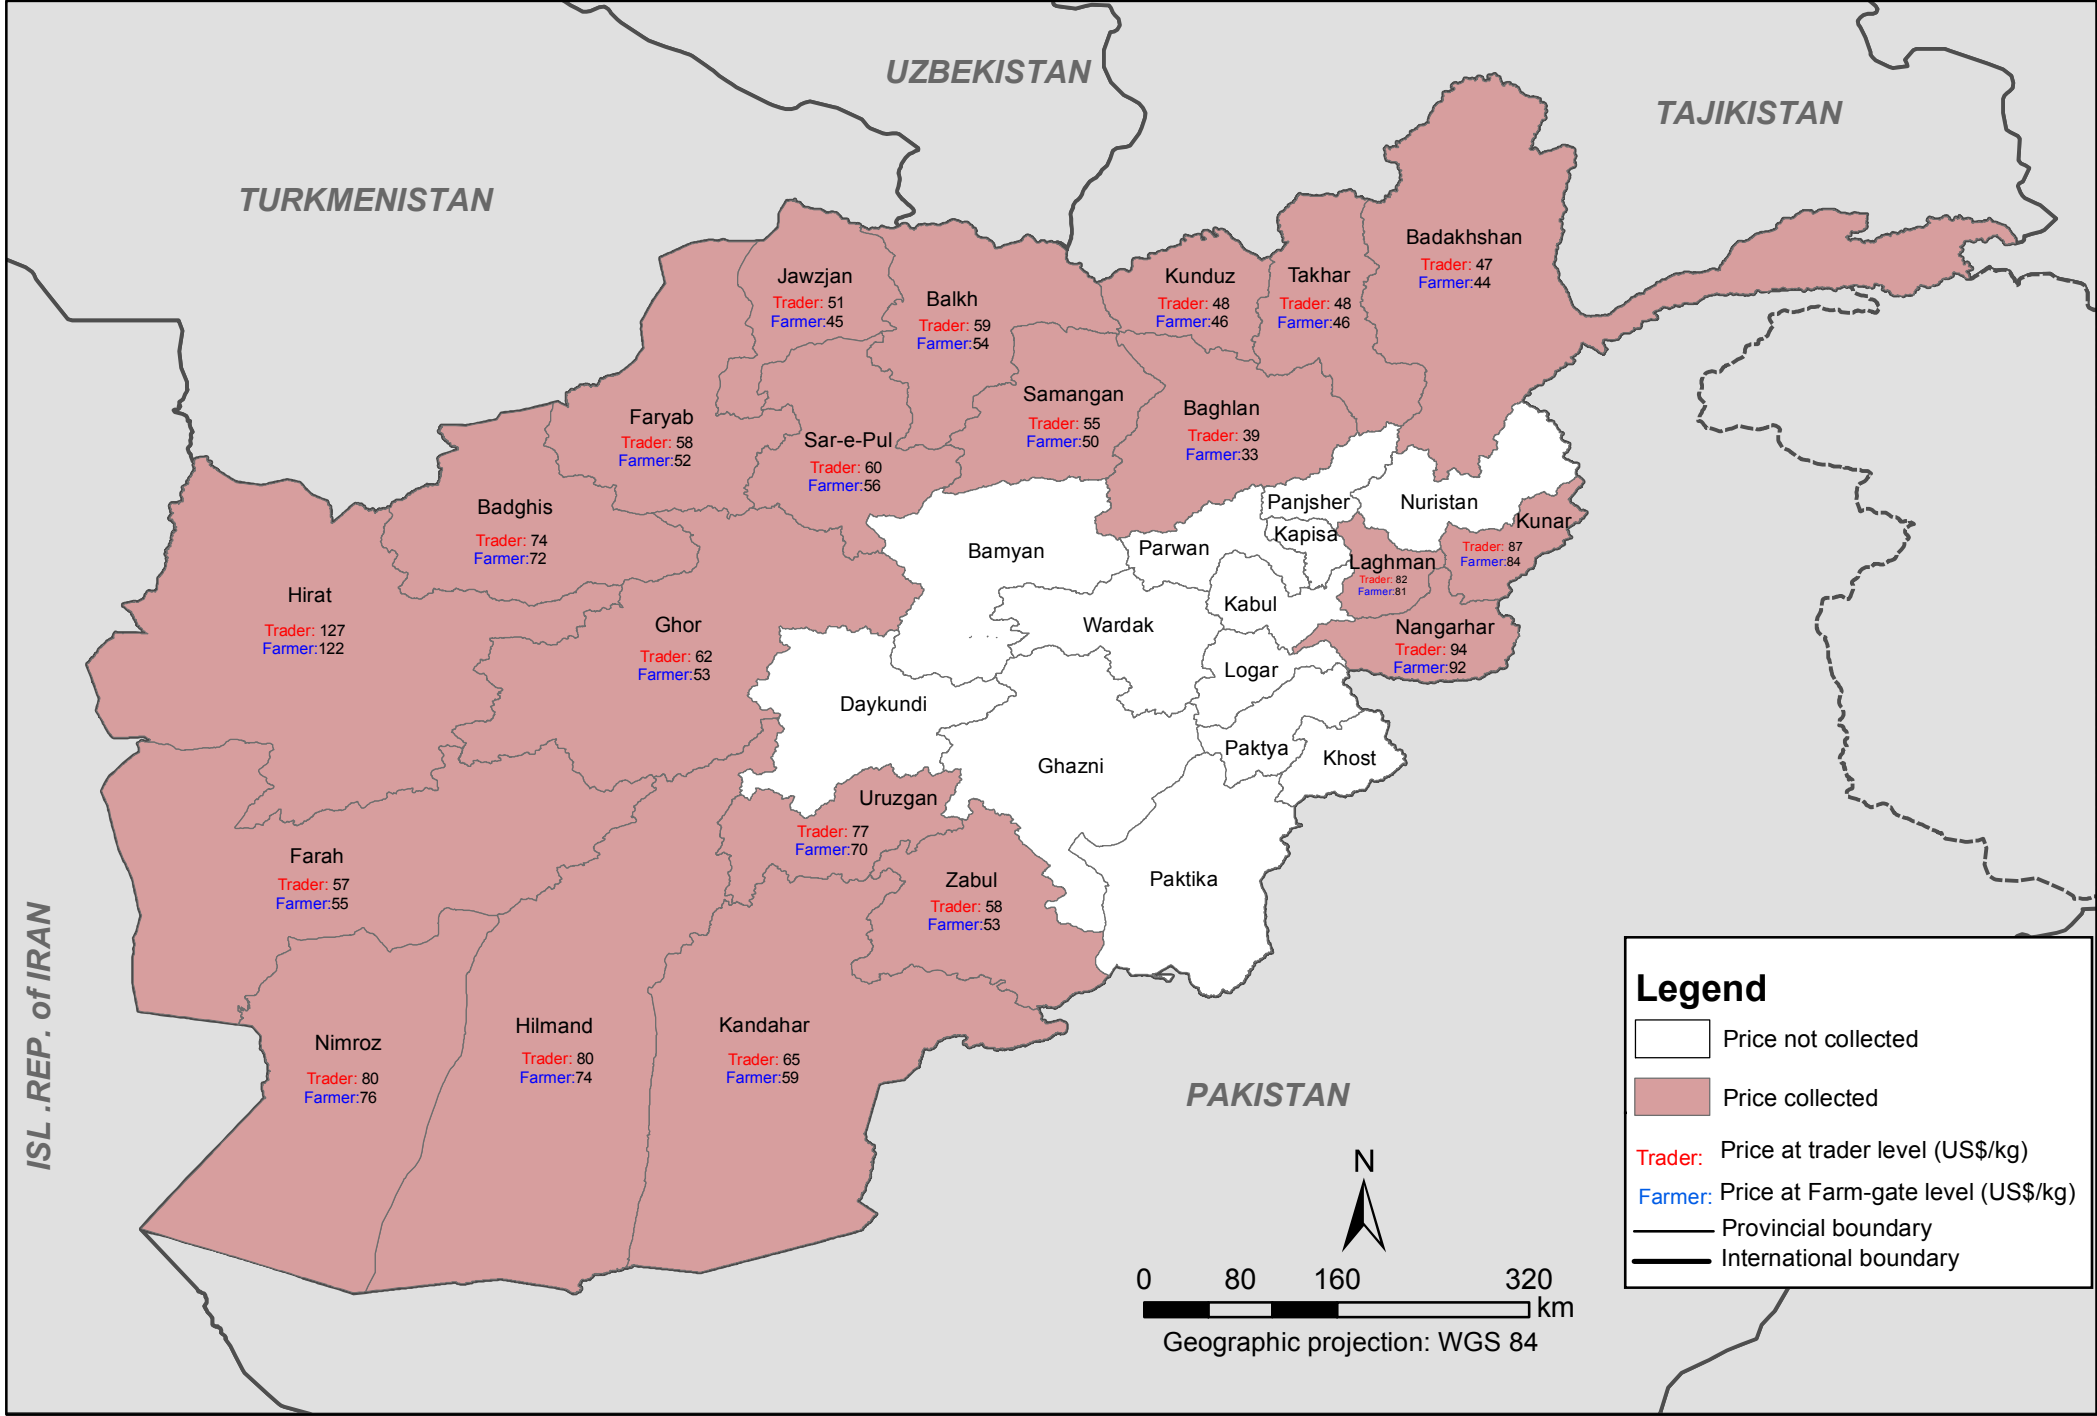 UZBEKISTAN
TAJIKISTAN
TURKMENISTAN
Badakhshan
Trader: 47
Farmer:44
Jawzjan
Trader: 51
Farmer:45
Balkh
Trader: 59
Farmer:54
Kunduz
Trader: 48
Farmer:46
Takhar
Trader: 48
Farmer:46
Samangan
Trader: 55
Farmer:50
Baghlan
Trader: 39
Farmer:33
Faryab
Trader: 58
Farmer:52
Sar-e-Pul
Trader: 60
Farmer:56
Badghis
Trader: 74
Farmer:72
Panjsher
Nuristan
Kunar
Trader: 87
Farmer:84
Kapisa
Parwan
Bamyan
Laghman
Trader: 82
Farmer:81
Hirat
Trader: 127
Farmer:122
Ghor
Trader: 62
Farmer:53
Kabul
Wardak
Nangarhar
Trader: 94
Farmer:92
Logar
Daykundi
Ghazni
Paktya
Khost
Uruzgan
Trader: 77
Farmer:70
Farah
Trader: 57
Farmer:55
Zabul
Trader: 58
Farmer:53
Paktika
ISL .REP. of IRAN
Nimroz
Trader: 80
Farmer:76
Hilmand
Trader: 80
Farmer:74
Kandahar
Trader: 65
Farmer:59
PAKISTAN
Legend
Price not collected
Price collected
Trader: Price at trader level (US$/kg)
Farmer: Price at Farm-gate level (US$/kg)
Provincial boundary
International boundary
N
0 80 160 320
km
Geographic projection: WGS 84